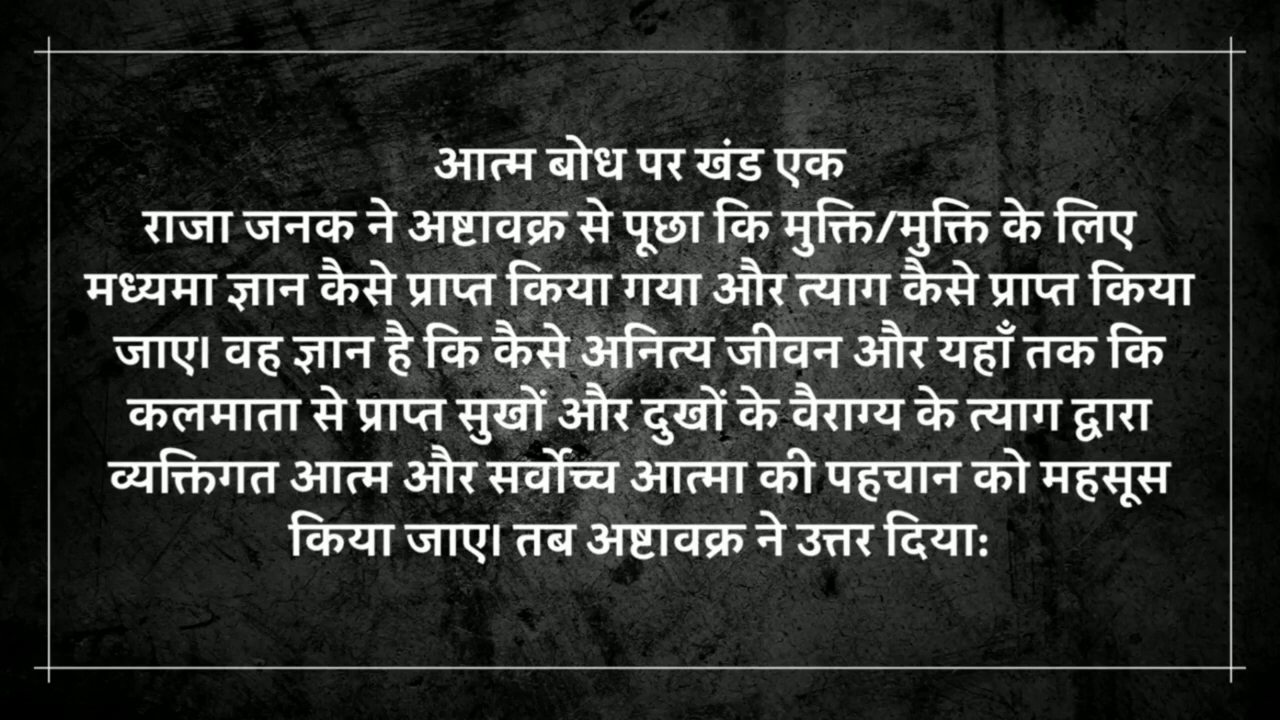 आत्म बोध पर खंड एक
राजा जनक ने अष्टावक्र से पूछा कि मुक्ति/मुक्ति के लिए
मध्यमा ज्ञान कैसे प्राप्त किया गया और त्याग कैसे प्राप्त किया
जाए। वह ज्ञान है कि कैसे अनित्य जीवन और यहाँ तक कि
कलमाता से प्राप्त सुखों और दुखों के वैराग्य के त्याग द्वारा
व्यक्तिगत आत्म और सर्वोच्च आत्मा की पहचान को महसूस
किया जाए। तब अष्टावक्र ने उत्तर दिया: